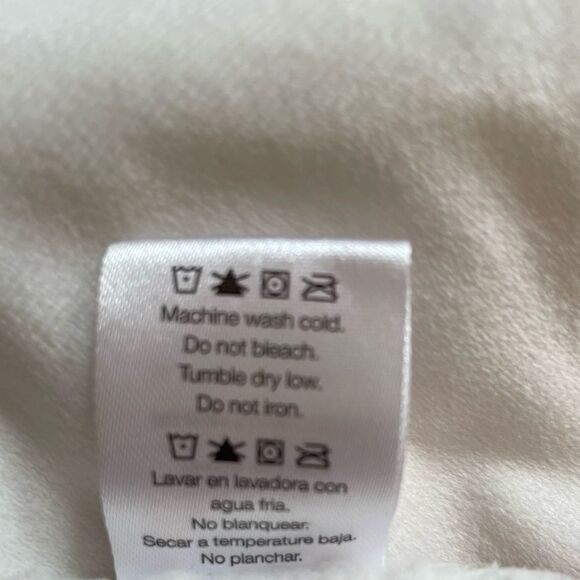 Machine wash cold.
Do not bleach.
Tumble dry low.
Do not iron.
Lavar en lavadora con
agua fria.
No blanquear.
Secar a temperature baja.
No planchar.